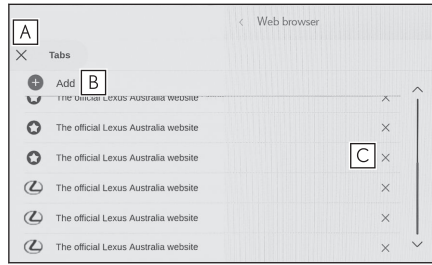 Web browser
A
Tabs
Add B
The official Lexus Australia website
The official Lexus Australia website
The official Lexus Australia website
C
The official Lexus Australia website
The official Lexus Australia website
The official Lexus Australia website